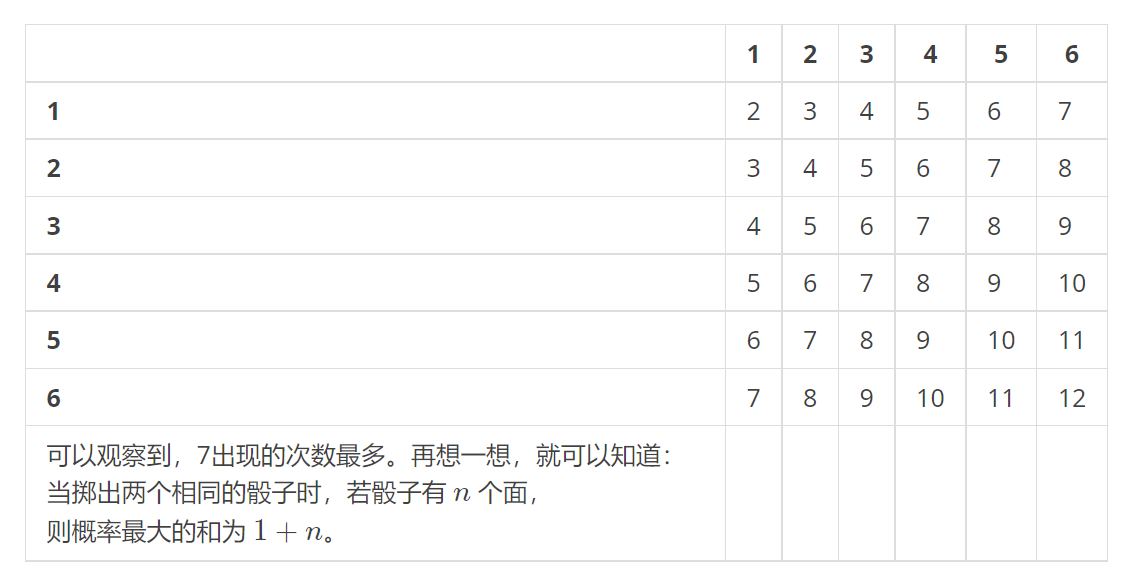 1 2 3 4 5 6
1 2 3 4 5 6 7
2 3 4 5 6 7 8
3 4 5 6 7 8 9
4 5 6 7 8 9 10
5 6 7 8 9 10 11
6 7 8 9 10 11 12
可以观察到，7出现的次数最多。再想一想，就可以知道：
当掷出两个相同的骰子时，若骰子有 n 个面，
则概率最大的和为 1 + n。